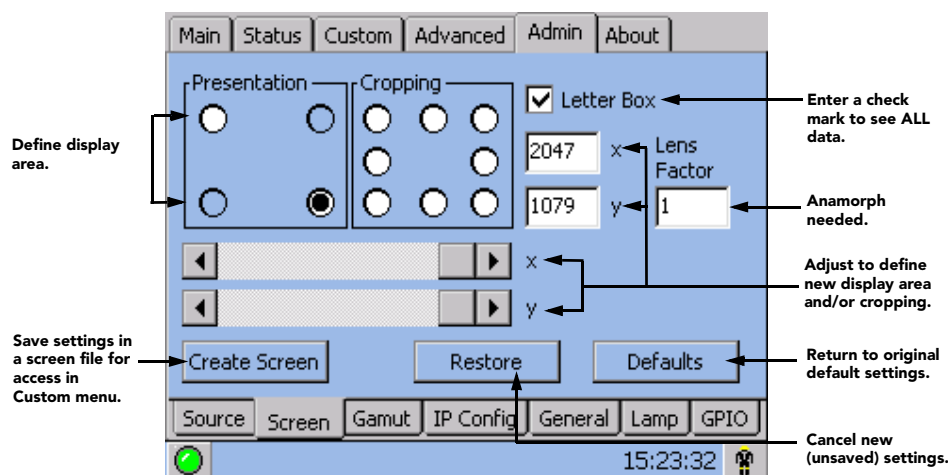 Main Status Custom Advanced Admin About
Presentation
Cropping
Letter Box
2047 x
Lens
Factor
1079 y
1
x
y
Create Screen Restore Defaults
Source Screen Gamut IP Config General Lamp GPIO
15:23:32
Define display
area.
Save settings in
a screen file for
access in
Custom menu.
Enter a check
mark to see ALL
data.
Anamorph
needed.
Adjust to define
new display area
and/or cropping.
Return to original
default settings.
Cancel new
(unsaved) settings.